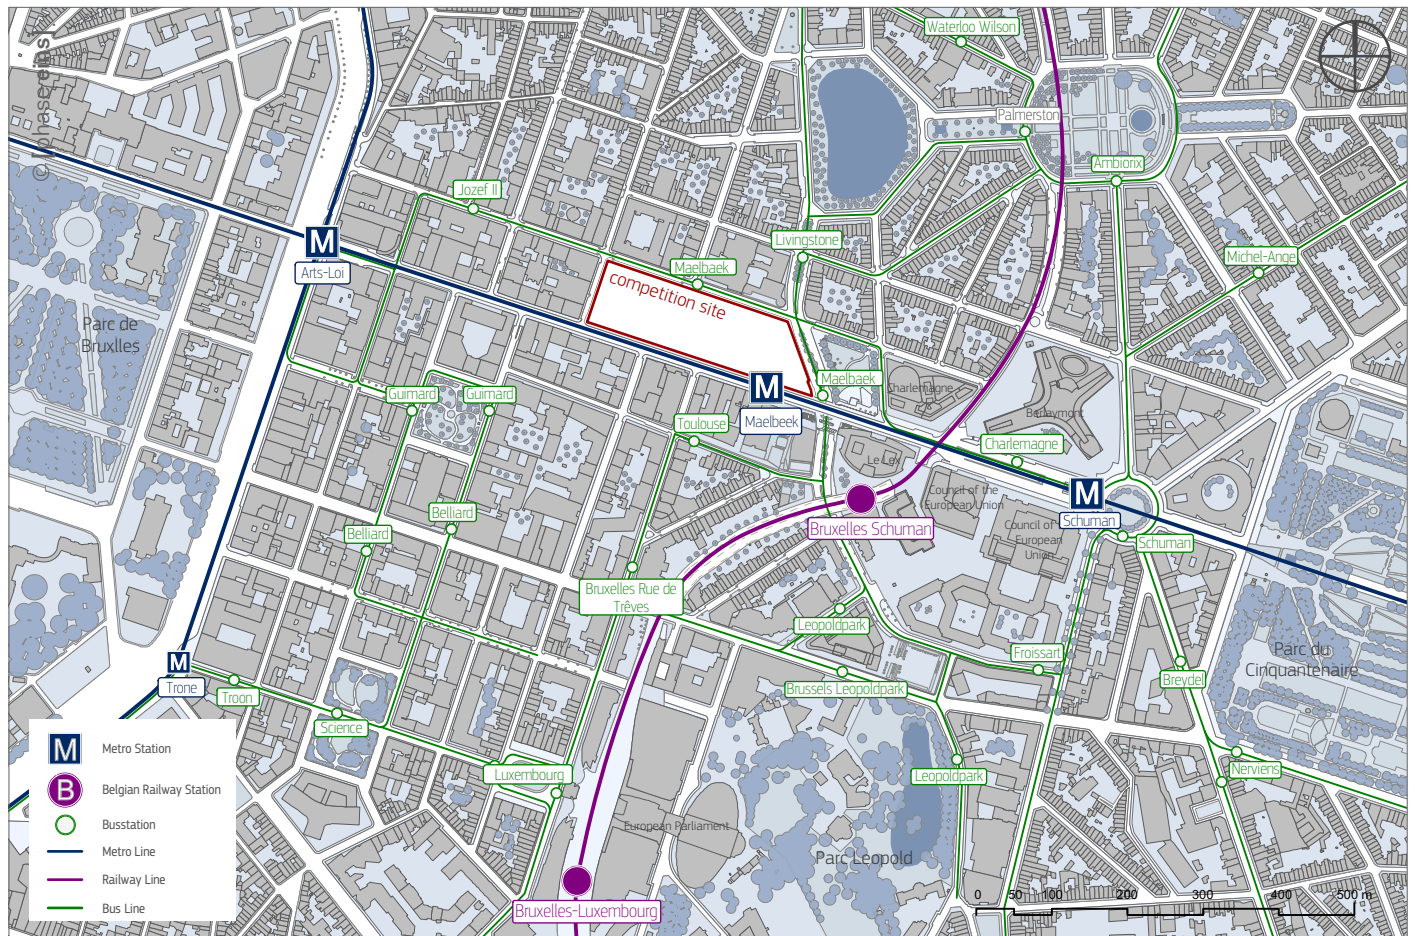 © [phase eins]
Waterloo Wilson
Palmerston
Ambiorix
Jozef II
Livingstone
Michel-Ange
M
Arts-Loi
Maelbaek
competition site
Parc de
Bruxlles
Guimard
Guimard
M
Maelbeek
Maelbaek
Charlemagne
Berlaymont
Toulouse
Charlemagne
Le Lex
Council of the
European Union
M
Schuman
Belliard
Belliard
Bruxelles Schuman
Council of
European
Union
Schuman
Bruxelles Rue de
Trêves
Leopoldpark
Froissart
Parc du
Cinquantenaire
M
Trone
Troon
Brussels Leopoldpark
Breydel
Science
Luxembourg
Leopoldpark
Nerviens
European Parliament
Parc Leopold
Bruxelles-Luxembourg
M Metro Station
B Belgian Railway Station
Busstation
Metro Line
Railway Line
Bus Line
0 50 100 200 300 400 500 m